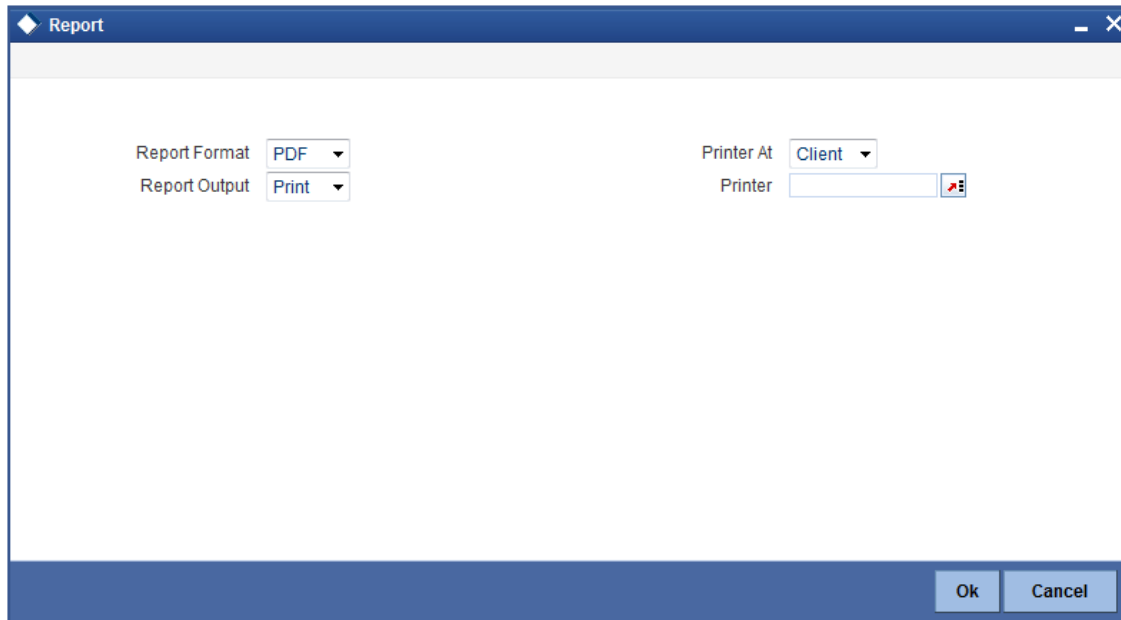 Report
Report Format PDF Printer At Client
Report Output Print Printer
Ok Cancel